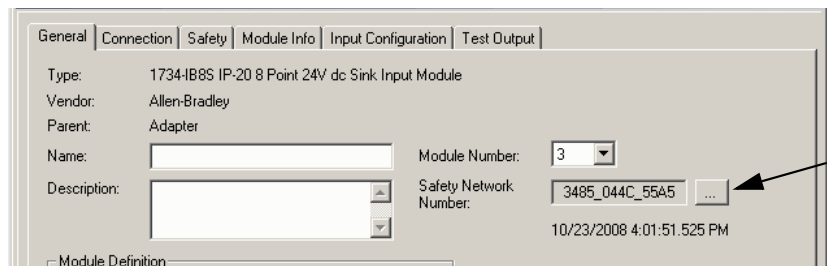 General Connection Safety Module Info Input Configuration Test Output
Type: 1734-IB8S IP-20 8 Point 24V dc Sink Input Module
Vendor: Allen-Bradley
Parent: Adapter
Name: Module Number: 3
Description: Safety Network Number: 3485_044C_55A5 ...
10/23/2008 4:01:51.525 PM
Module Definition